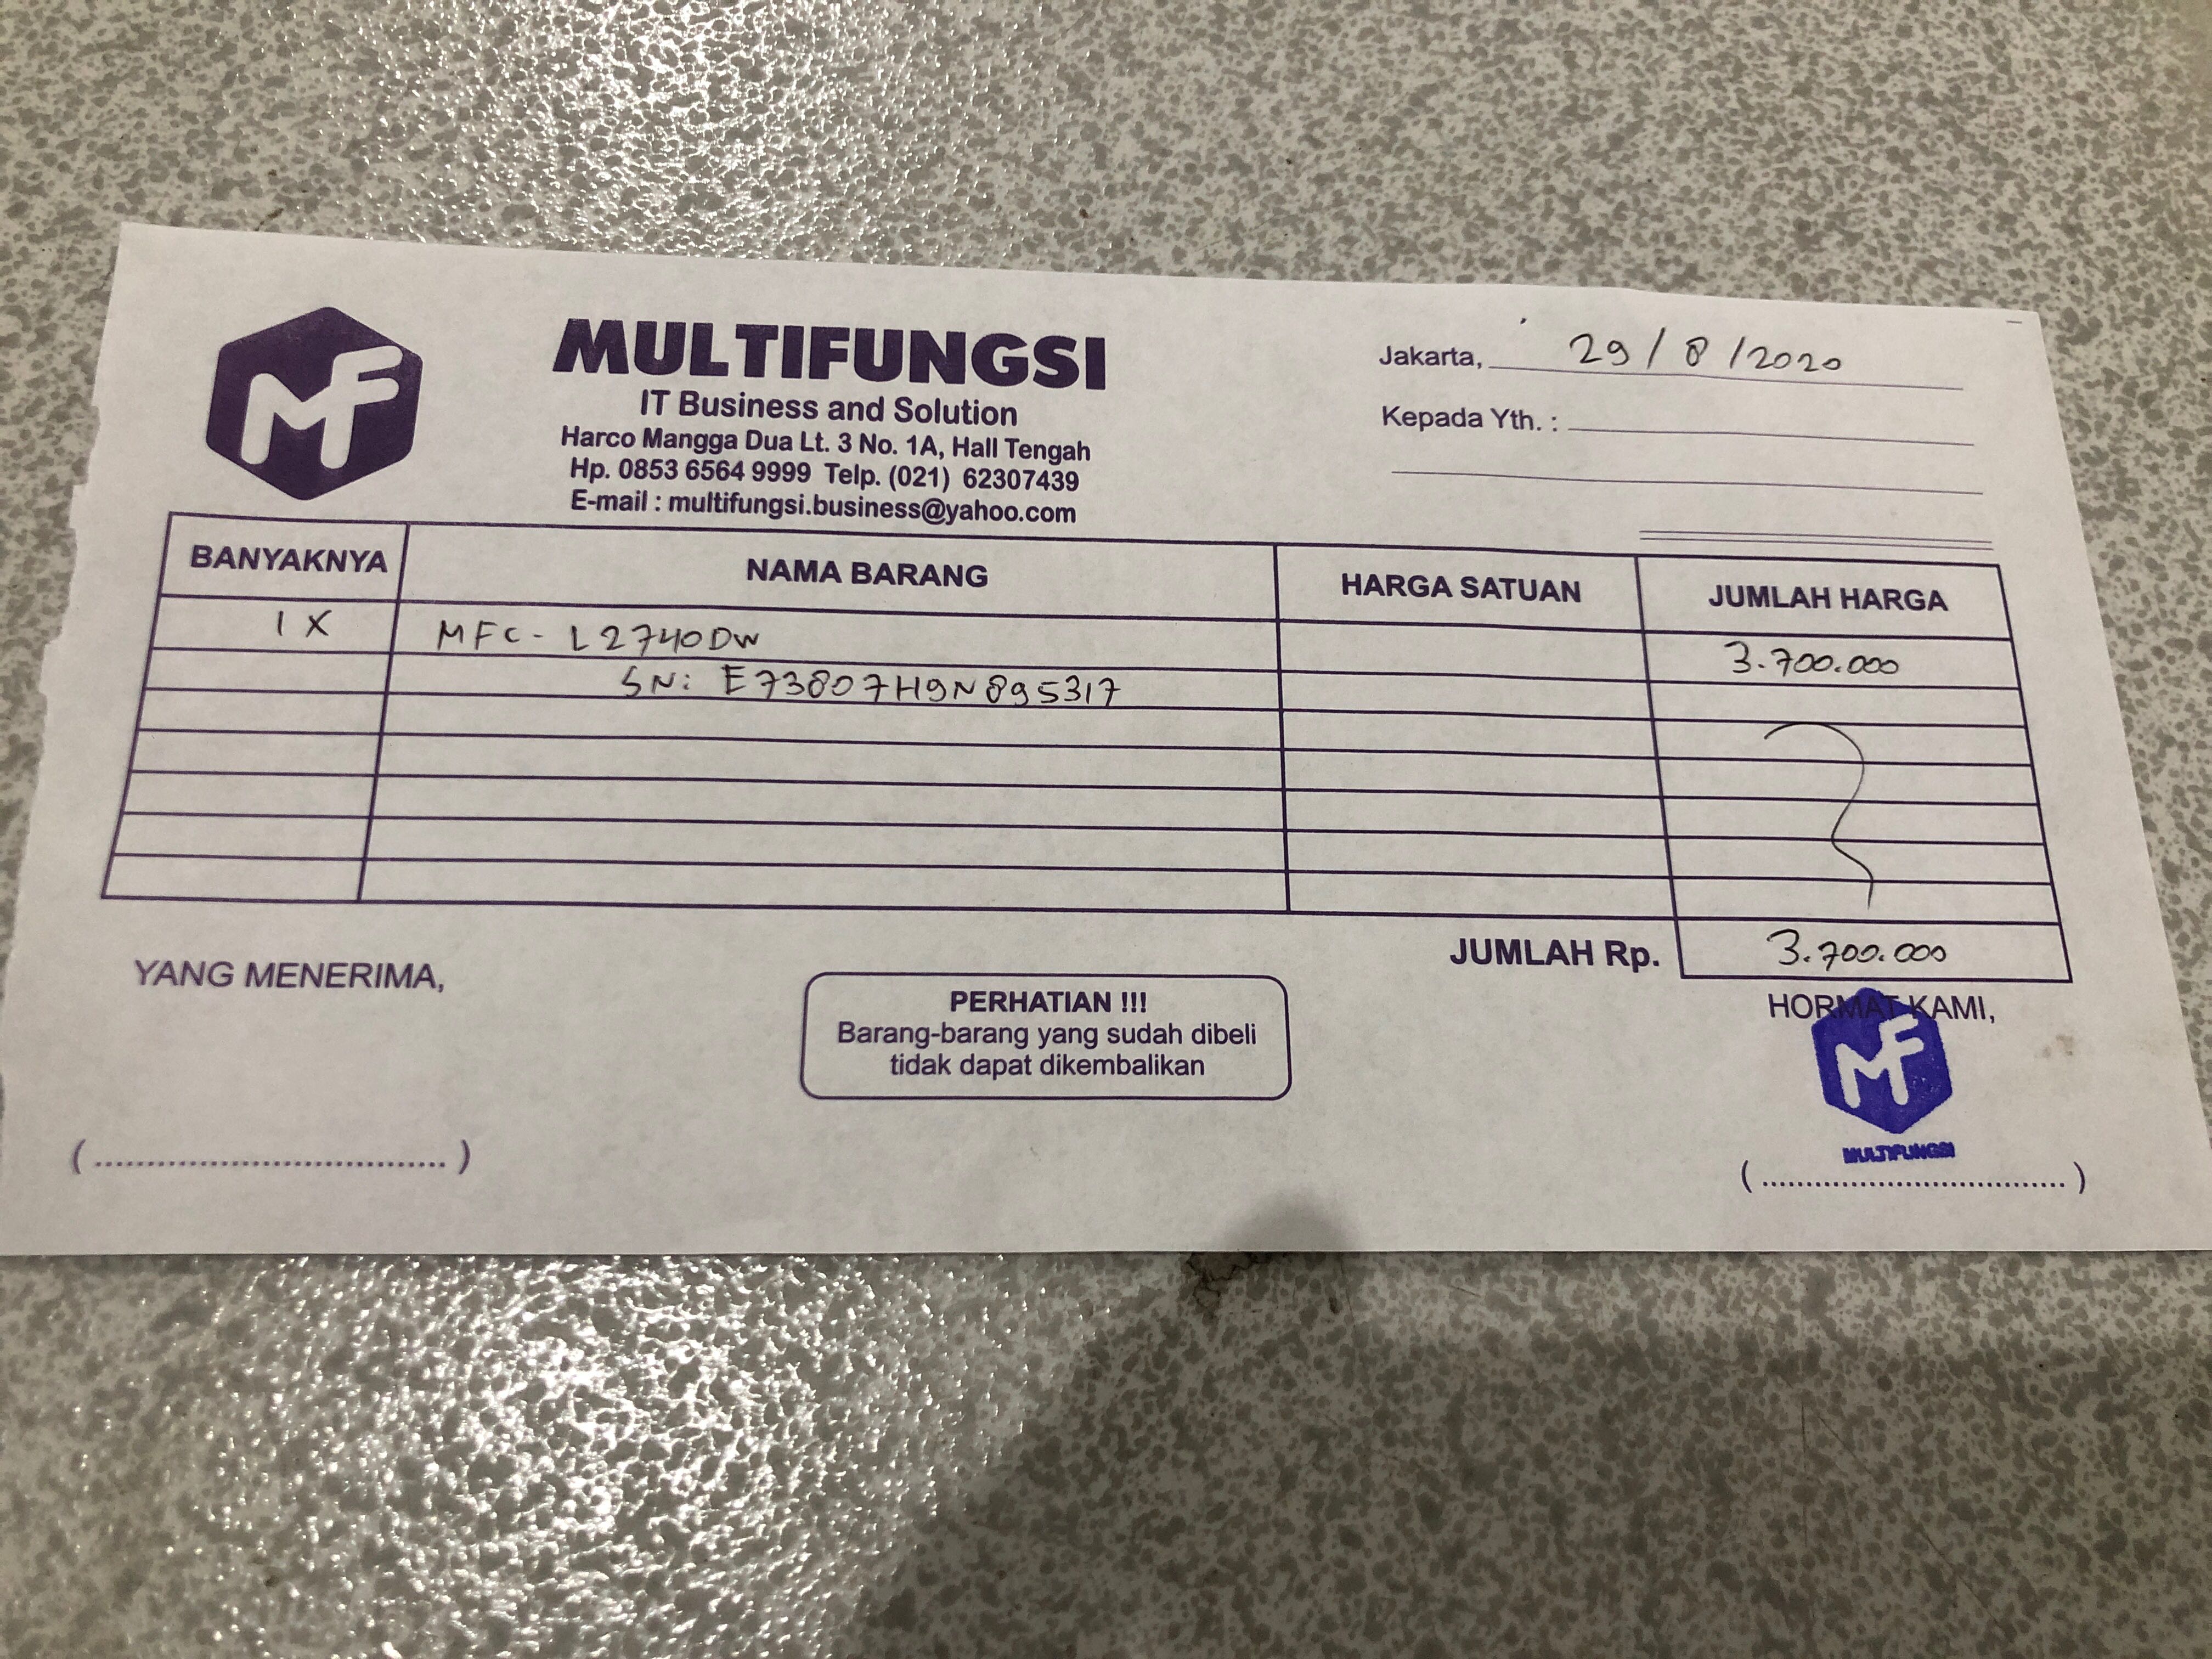 MF
MULTIFUNGSI
IT Business and Solution
Harco Mangga Dua Lt. 3 No. 1A, Hall Tengah
Hp. 0853 6564 9999 Telp. (021) 62307439
E-mail : multifungsi.business@yahoo.com
Jakarta, 29/8/2020
Kepada Yth. :
BANYAKNYA NAMA BARANG HARGA SATUAN JUMLAH HARGA
1 X MFC-L2740DW 3.700.000
SN: E73807H9N895317
JUMLAH Rp. 3.700.000
YANG MENERIMA,
PERHATIAN !!!
Barang-barang yang sudah dibeli
tidak dapat dikembalikan
HORMAT KAMI,
MF
MULTIFUNGSI
(....................................)
(....................................)